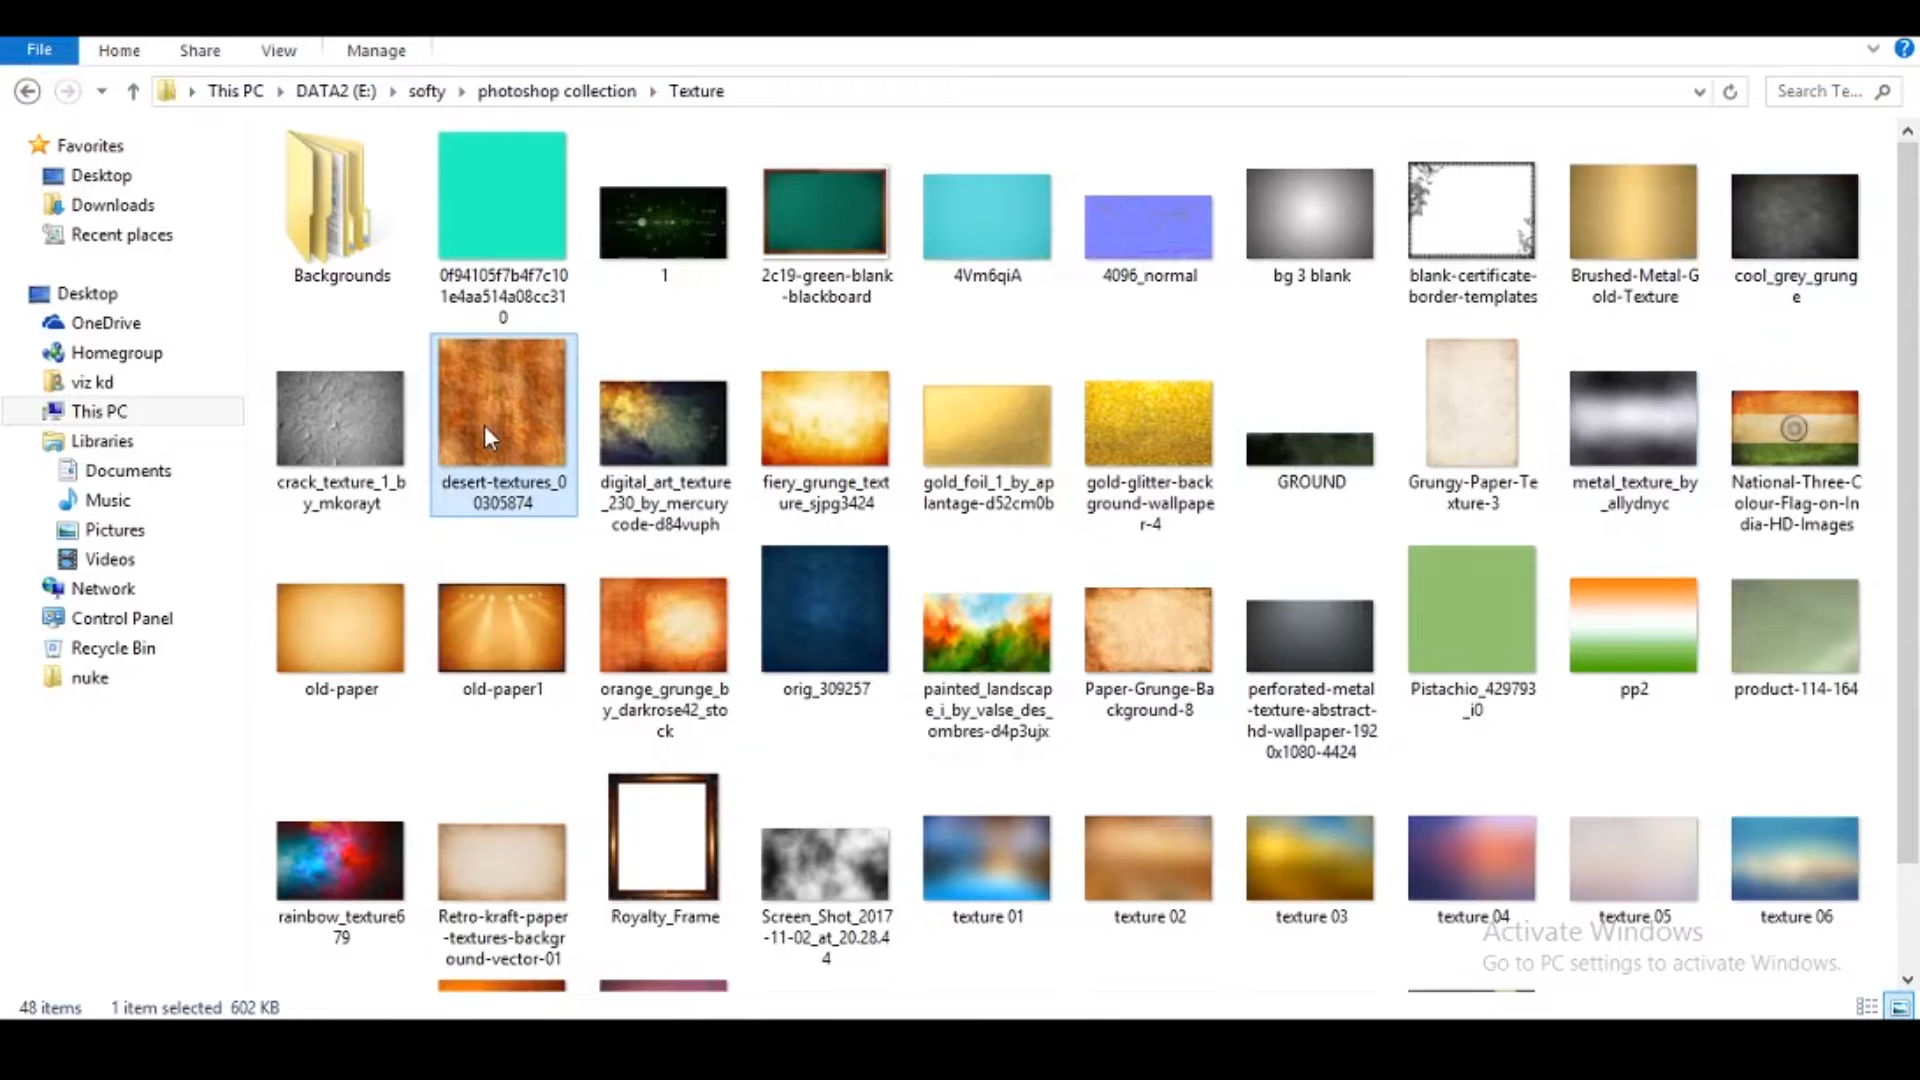 File Home Share View Manage
This PC DATA2 (E:) softy photoshop collection Texture Search Te...
Favorites
Desktop
Downloads
Recent places
Desktop
OneDrive
Homegroup
viz kd
This PC
Libraries
Documents
Music
Pictures
Videos
Network
Control Panel
Recycle Bin
nuke
Backgrounds
0f94105f7b4f7c10
1e4aa514a08cc31
0
1
2c19-green-blank
-blackboard
4Vm6qiA
4096_normal
bg 3 blank
blank-certificate-
border-templates
Brushed-Metal-G
old-Texture
cool_grey_grung
e
crack_texture_1_b
y_mkorayt
desert-textures_0
0305874
digital_art_texture
_230_by_mercury
code-d84vuph
fiery_grunge_text
ure_sjpg3424
gold_foil_1_by_ap
lantage-d52cm0b
gold-glitter-back
ground-wallpape
r-4
GROUND
Grungy-Paper-Te
xture-3
metal_texture_by
_allydnyc
National-Three-C
olour-Flag-on-In
dia-HD-Images
old-paper
old-paper1
orange_grunge_b
y_darkrose42_sto
ck
orig_309257
painted_landscap
e_i_by_valse_des_
ombres-d4p3ujx
Paper-Grunge-Ba
ckground-8
perforated-metal
-texture-abstract-
hd-wallpaper-192
0x1080-4424
Pistachio_429793
_i0
pp2
product-114-164
rainbow_texture6
79
Retro-kraft-paper
-textures-backgr
ound-vector-01
Royalty_Frame
Screen_Shot_2017
-11-02_at_20.28.4
4
texture 01
texture 02
texture 03
texture 04
texture 05
texture 06
Activate Windows
Go to PC settings to activate Windows.
48 items 1 item selected 602 KB